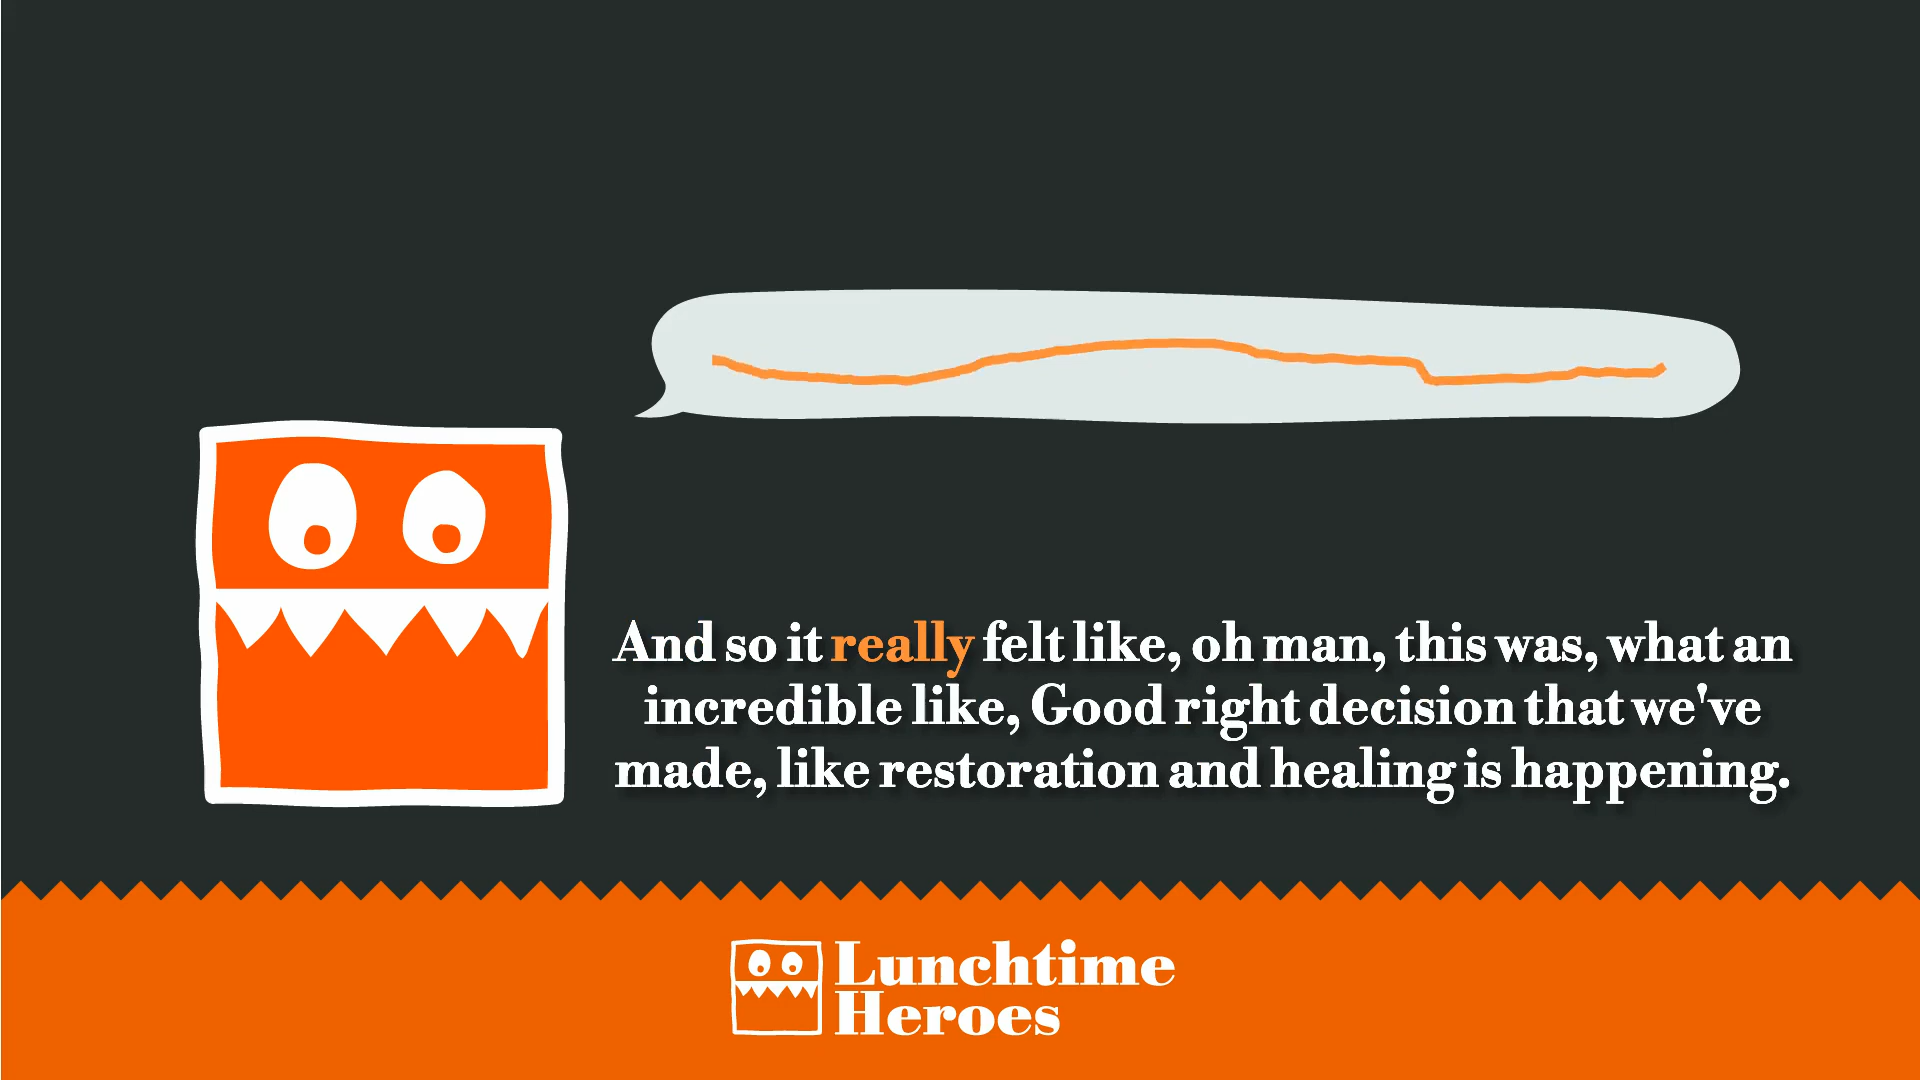 And so it really felt like, oh man, this was, what an
incredible like, Good right decision that we've
made, like restoration and healing is happening.
Lunchtime
Heroes